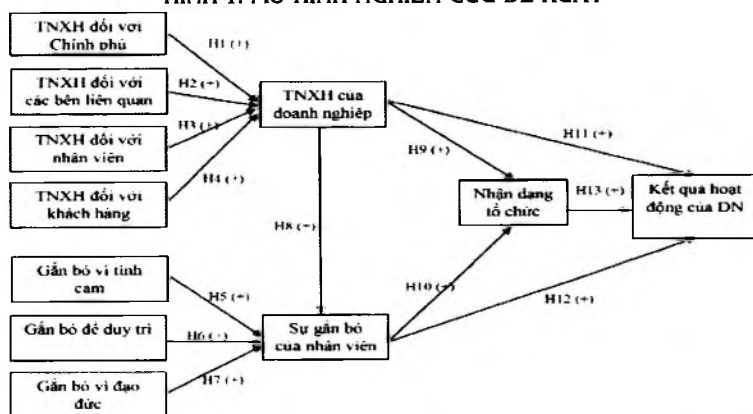 TNXH đối với
Chính phủ
TNXH đối với
các bên liên quan
TNXH đối với
nhân viên
TNXH đối với
khách hàng
H1 (+)
H2 (+)
H3 (+)
H4 (+)
TNXH của
doanh nghiệp
H8 (+)
H9 (+)
H11 (+)
Nhận dạng
tổ chức
H13 (+)
Kết quả hoạt
động của DN
Gắn bó vì tình
cảm
Gắn bó để duy trì
Gắn bó vì đạo
đức
H5 (+)
H6 (+)
H7 (+)
Sự gắn bó
của nhân viên
H10 (+)
H12 (+)